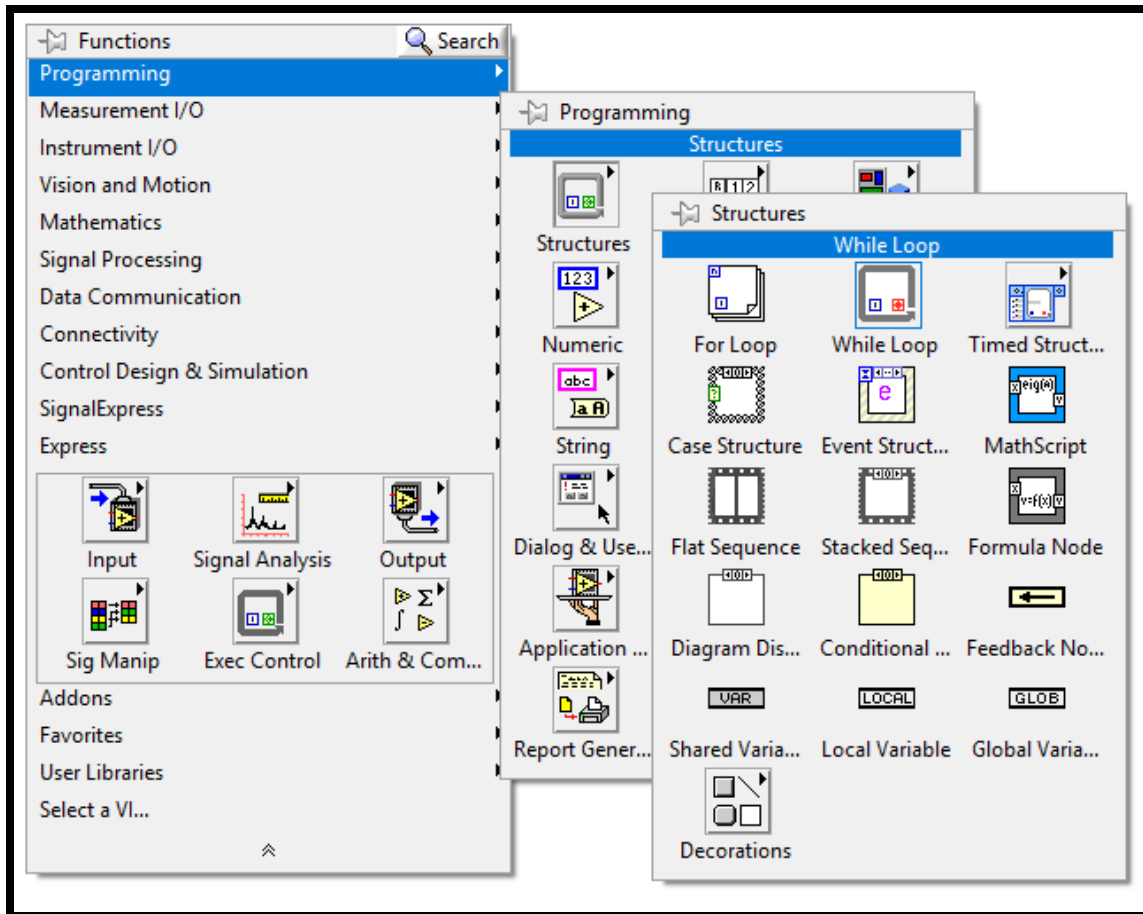 Functions
Search
Programming
Measurement I/O
Instrument I/O
Vision and Motion
Mathematics
Signal Processing
Data Communication
Connectivity
Control Design & Simulation
SignalExpress
Express
Input
Signal Analysis
Output
Sig Manip
Exec Control
Arith & Com...
Addons
Favorites
User Libraries
Select a VI...
Programming
Structures
Structures
Numeric
String
Dialog & Use...
Application ...
Report Gener...
Structures
While Loop
For Loop
While Loop
Timed Struct...
Case Structure
Event Struct...
MathScript
Flat Sequence
Stacked Seq...
Formula Node
Diagram Dis...
Conditional ...
Feedback No...
VAR
LOCAL
GLOB
Shared Varia...
Local Variable
Global Varia...
Decorations